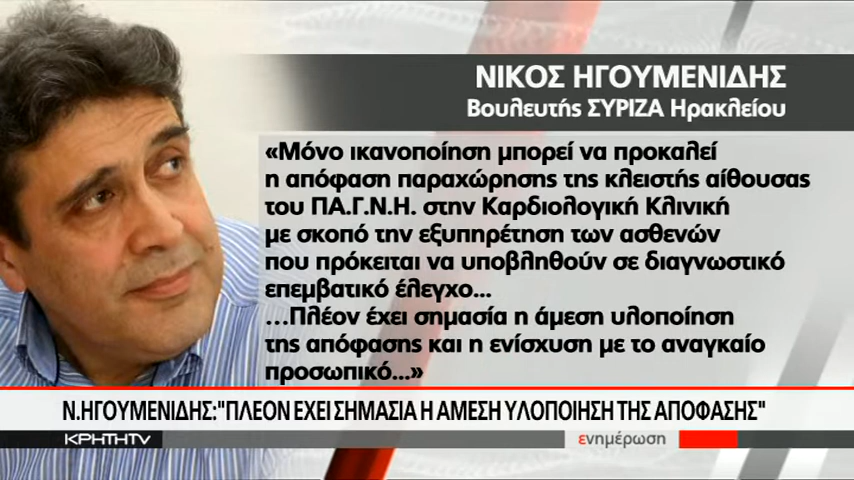 ΝΙΚΟΣ ΗΓΟΥΜΕΝΙΔΗΣ
Βουλευτής ΣΥΡΙΖΑ Ηρακλείου
«Μόνο ικανοποίηση μπορεί να προκαλεί
η απόφαση παραχώρησης της κλειστής αίθουσας
του ΠΑ.Γ.Ν.Η. στην Καρδιολογική Κλινική
με σκοπό την εξυπηρέτηση των ασθενών
που πρόκειται να υποβληθούν σε διαγνωστικό
επεμβατικό έλεγχο...
...Πλέον έχει σημασία η άμεση υλοποίηση
της απόφασης και η ενίσχυση με το αναγκαίο
προσωπικό...»
Ν.ΗΓΟΥΜΕΝΙΔΗΣ:"ΠΛΕΟΝ ΕΧΕΙ ΣΗΜΑΣΙΑ Η ΑΜΕΣΗ ΥΛΟΠΟΙΗΣΗ ΤΗΣ ΑΠΟΦΑΣΗΣ"
ΚΡΗΤΗTV
ενημέρωση